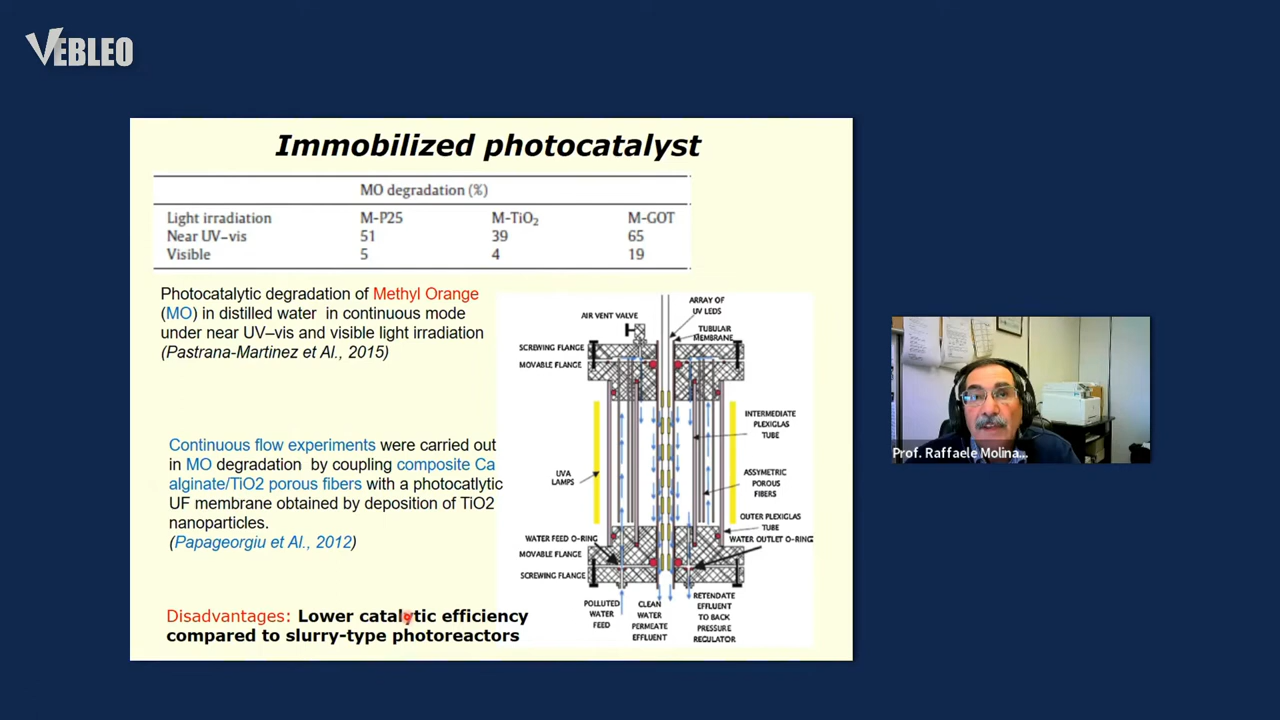 VEBLEO
Immobilized photocatalyst
MO degradation (%)
Light irradiation M-P25 M-TiO₂ M-GOT
Near UV–vis 51 39 65
Visible 5 4 19
Photocatalytic degradation of Methyl Orange
(MO) in distilled water in continuous mode
under near UV–vis and visible light irradiation
(Pastrana-Martinez et Al., 2015)
Continuous flow experiments were carried out
in MO degradation by coupling composite Ca
alginate/TiO2 porous fibers with a photocatlytic
UF membrane obtained by deposition of TiO2
nanoparticles.
(Papageorgiu et Al., 2012)
Disadvantages: Lower catalytic efficiency
compared to slurry-type photoreactors
ARRAY OF
UV LEDS
AIR VENT VALVE
TUBULAR
MEMBRANE
SCREWING FLANGE
MOVABLE FLANGE
INTERMEDIATE
PLEXIGLAS
TUBE
UVA
LAMPS
ASSYMETRIC
POROUS
FIBERS
OUTER PLEXIGLAS
TUBE
WATER FEED O-RING
WATER OUTLET O-RING
MOVABLE FLANGE
SCREWING FLANGE
POLLUTED
WATER
FEED
CLEAN
WATER
PERMEATE
EFFLUENT
RETENDATE
EFFLUENT
TO BACK
PRESSURE
REGULATOR
Prof. Raffaele Molina...